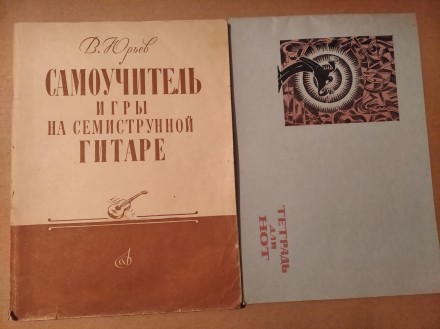 В. Юрьев
САМОУЧИТЕЛЬ
ИГРЫ
НА СЕМИСТРУННОЙ
ГИТАРЕ
ТЕТРАДЬ
ДЛЯ
НОТ